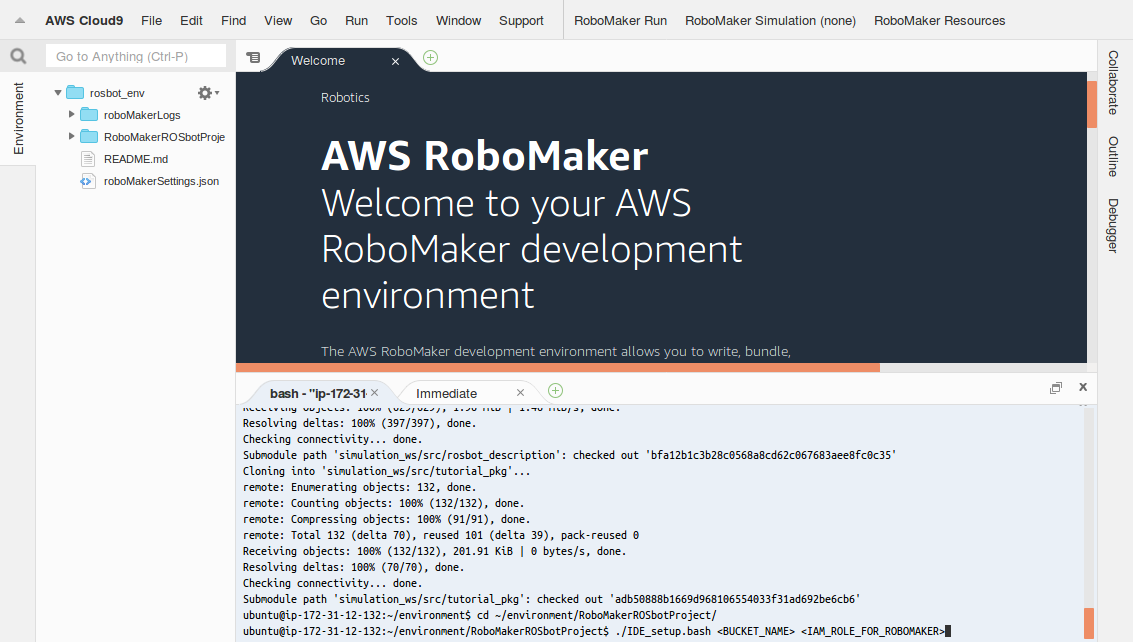 AWS Cloud9 File Edit Find View Go Run Tools Window Support RoboMaker Run RoboMaker Simulation (none) RoboMaker Resources
Go to Anything (Ctrl-P)
Environment
rosbot_env
roboMakerLogs
RoboMakerROSbotProje
README.md
roboMakerSettings.json
Welcome
Robotics
AWS RoboMaker
Welcome to your AWS
RoboMaker development
environment
The AWS RoboMaker development environment allows you to write, bundle,
Collaborate
Outline
Debugger
bash - "ip-172-31- Immediate
Receiving objects: 100% (629/629), done.
Resolving deltas: 100% (397/397), done.
Checking connectivity... done.
Submodule path 'simulation_ws/src/rosbot_description': checked out 'bfa12b1c3b28c0568a8cd62c067683aee8fc0c35'
Cloning into 'simulation_ws/src/tutorial_pkg'...
remote: Enumerating objects: 132, done.
remote: Counting objects: 100% (132/132), done.
remote: Compressing objects: 100% (91/91), done.
remote: Total 132 (delta 70), reused 101 (delta 39), pack-reused 0
Receiving objects: 100% (132/132), 201.91 KiB | 0 bytes/s, done.
Resolving deltas: 100% (70/70), done.
Checking connectivity... done.
Submodule path 'simulation_ws/src/tutorial_pkg': checked out 'adb50888b1669d968106554033f31ad692be6cb6'
ubuntu@ip-172-31-12-132:~/environment$ cd ~/environment/RoboMakerROSbotProject/
ubuntu@ip-172-31-12-132:~/environment/RoboMakerROSbotProject$ ./IDE_setup.bash <BUCKET_NAME> <IAM_ROLE_FOR_ROBOMAKER>